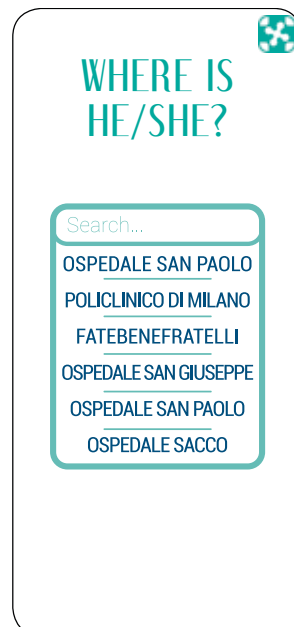 WHERE IS
HE/SHE?
Search...
OSPEDALE SAN PAOLO
POLICLINICO DI MILANO
FATEBENEFRATELLI
OSPEDALE SAN GIUSEPPE
OSPEDALE SAN PAOLO
OSPEDALE SACCO